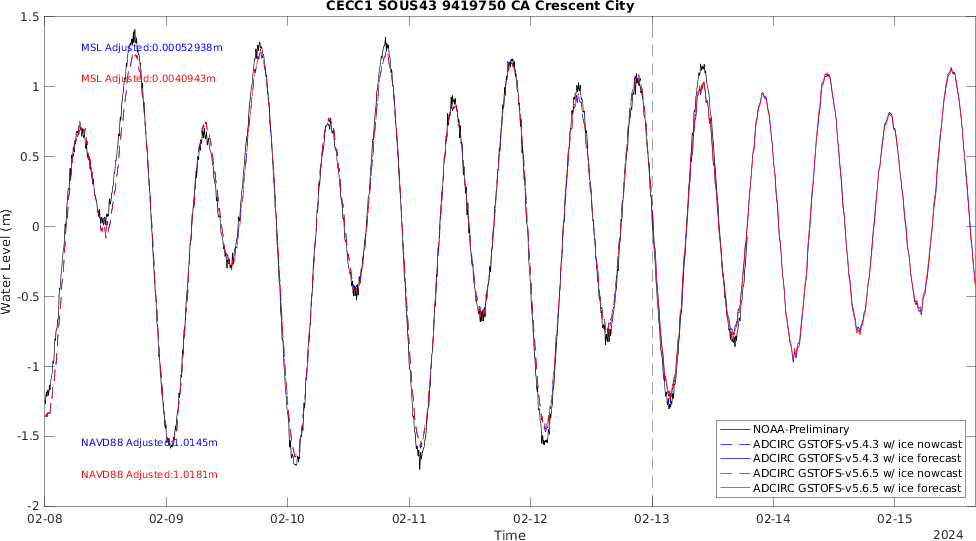 CECC1 SOUS43 9419750 CA Crescent City
1.5
1
0.5
0
-0.5
-1
-1.5
-2
Water Level (m)
MSL Adjusted:0.00052938m
MSL Adjusted:0.0040943m
NAVD88 Adjusted:1.0145m
NAVD88 Adjusted:1.0181m
NOAA-Preliminary
ADCIRC GSTOFS-v5.4.3 w/ ice nowcast
ADCIRC GSTOFS-v5.4.3 w/ ice forecast
ADCIRC GSTOFS-v5.6.5 w/ ice nowcast
ADCIRC GSTOFS-v5.6.5 w/ ice forecast
02-08 02-09 02-10 02-11 02-12 02-13 02-14 02-15
Time
2024